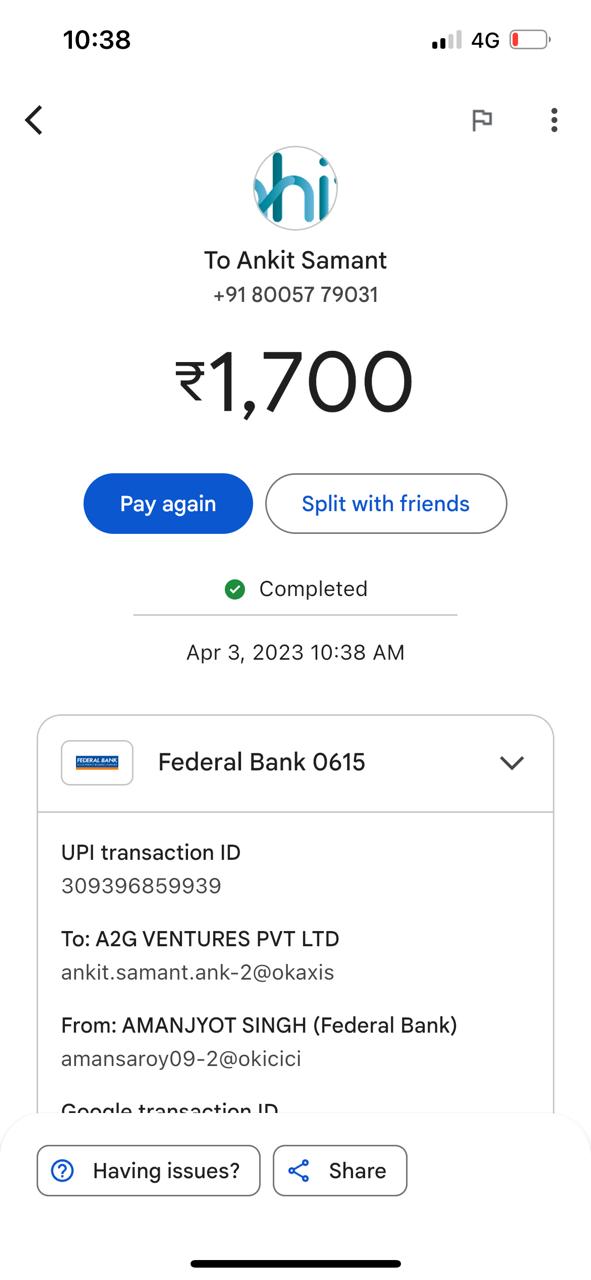 10:38
4G
hi
To Ankit Samant
+91 80057 79031
₹1,700
Pay again
Split with friends
Completed
Apr 3, 2023 10:38 AM
FEDERAL BANK
Federal Bank 0615
UPI transaction ID
309396859939
To: A2G VENTURES PVT LTD
ankit.samant.ank-2@okaxis
From: AMANJYOT SINGH (Federal Bank)
amansaroy09-2@okicici
Google transaction ID
Having issues?
Share